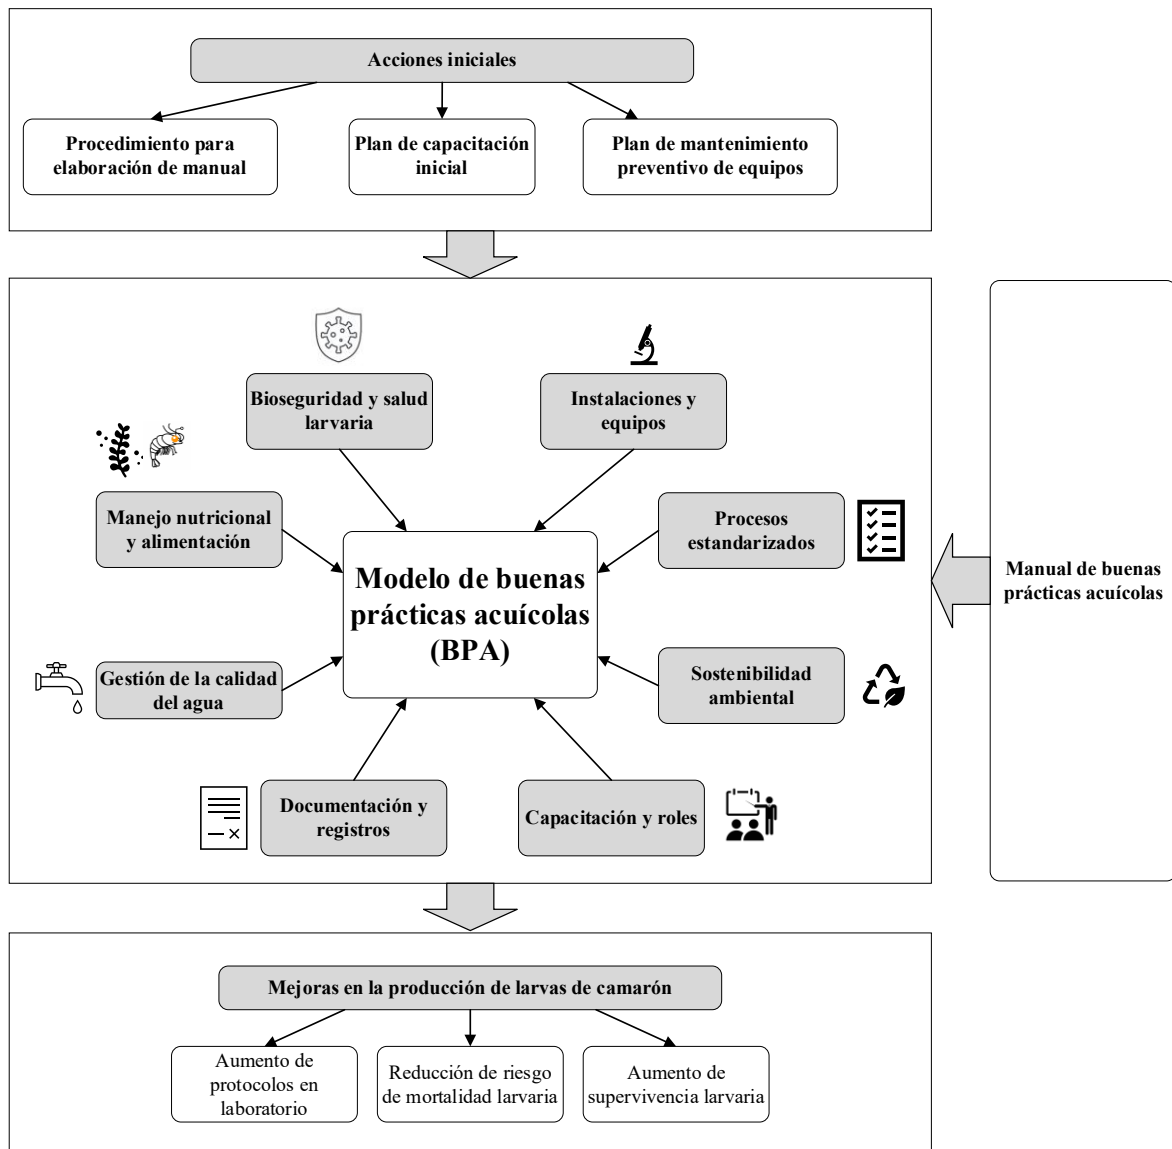 Acciones iniciales
Procedimiento para
elaboración de manual
Plan de capacitación
inicial
Plan de mantenimiento
preventivo de equipos
Bioseguridad y salud
larvaria
Instalaciones y
equipos
Manejo nutricional
y alimentación
Procesos
estandarizados
Modelo de buenas
prácticas acuícolas
(BPA)
Manual de buenas
prácticas acuícolas
Gestión de la calidad
del agua
Sostenibilidad
ambiental
Documentación y
registros
Capacitación y roles
Mejoras en la producción de larvas de camarón
Aumento de
protocolos en
laboratorio
Reducción de riesgo
de mortalidad larvaria
Aumento de
supervivencia larvaria